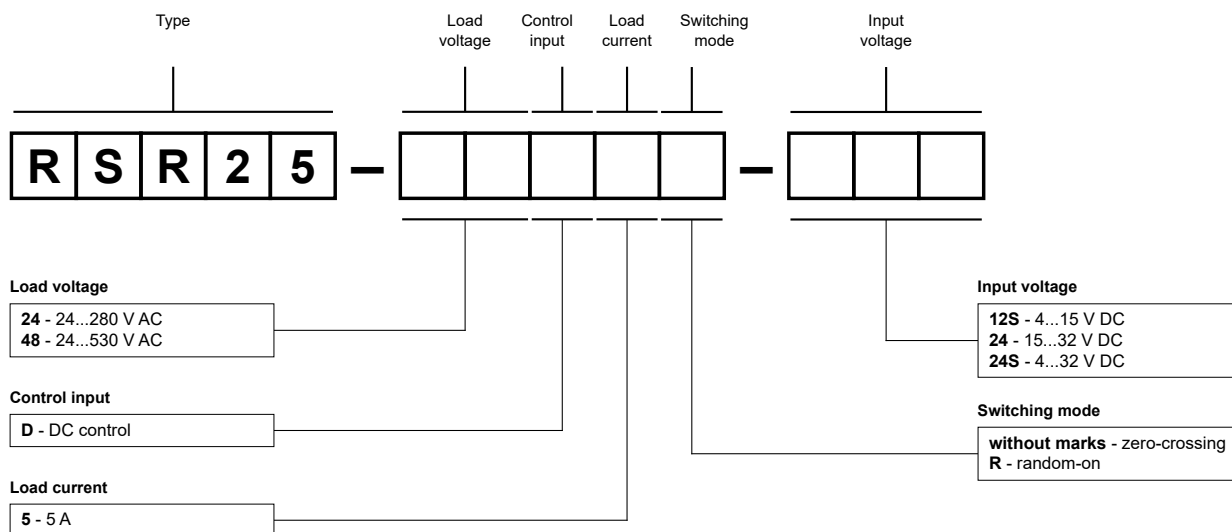 Type
Load voltage
Control input
Load current
Switching mode
Input voltage
RSR25 – –
Load voltage
24 - 24...280 V AC
48 - 24...530 V AC
Control input
D - DC control
Load current
5 - 5 A
Input voltage
12S - 4...15 V DC
24 - 15...32 V DC
24S - 4...32 V DC
Switching mode
without marks - zero-crossing
R - random-on